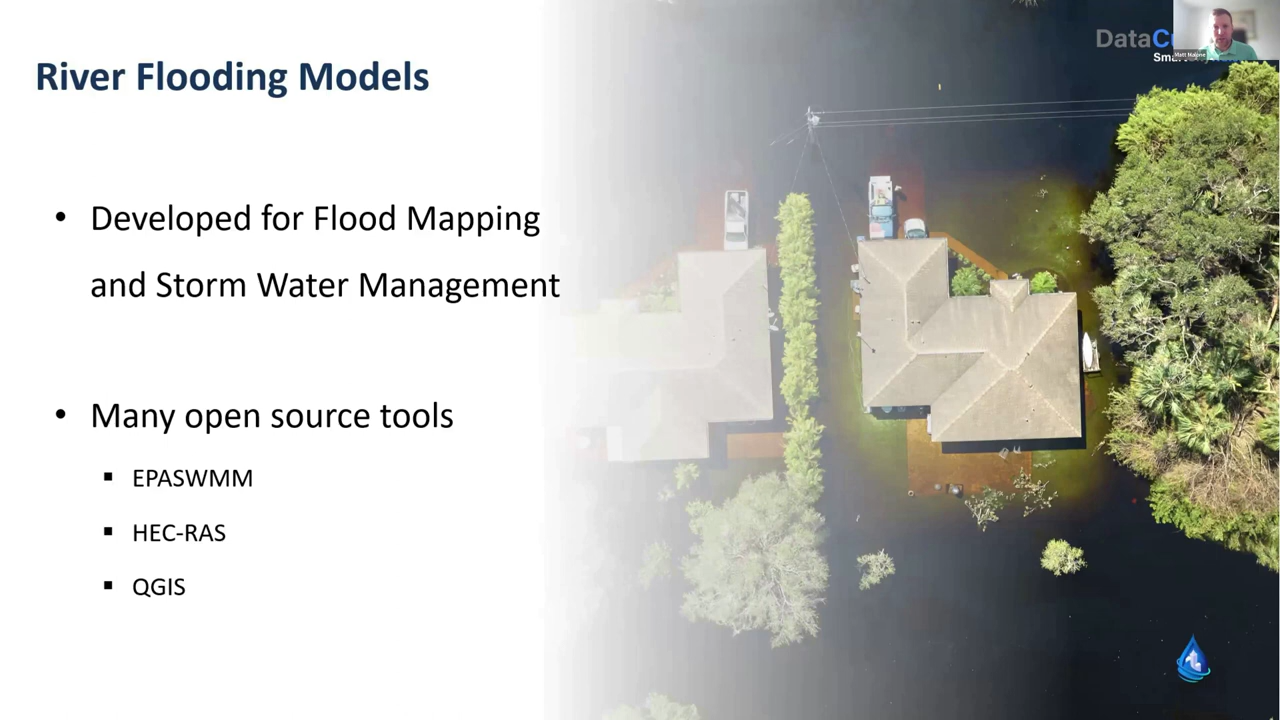 River Flooding Models
• Developed for Flood Mapping
and Storm Water Management
• Many open source tools
▪ EPASWMM
▪ HEC-RAS
▪ QGIS